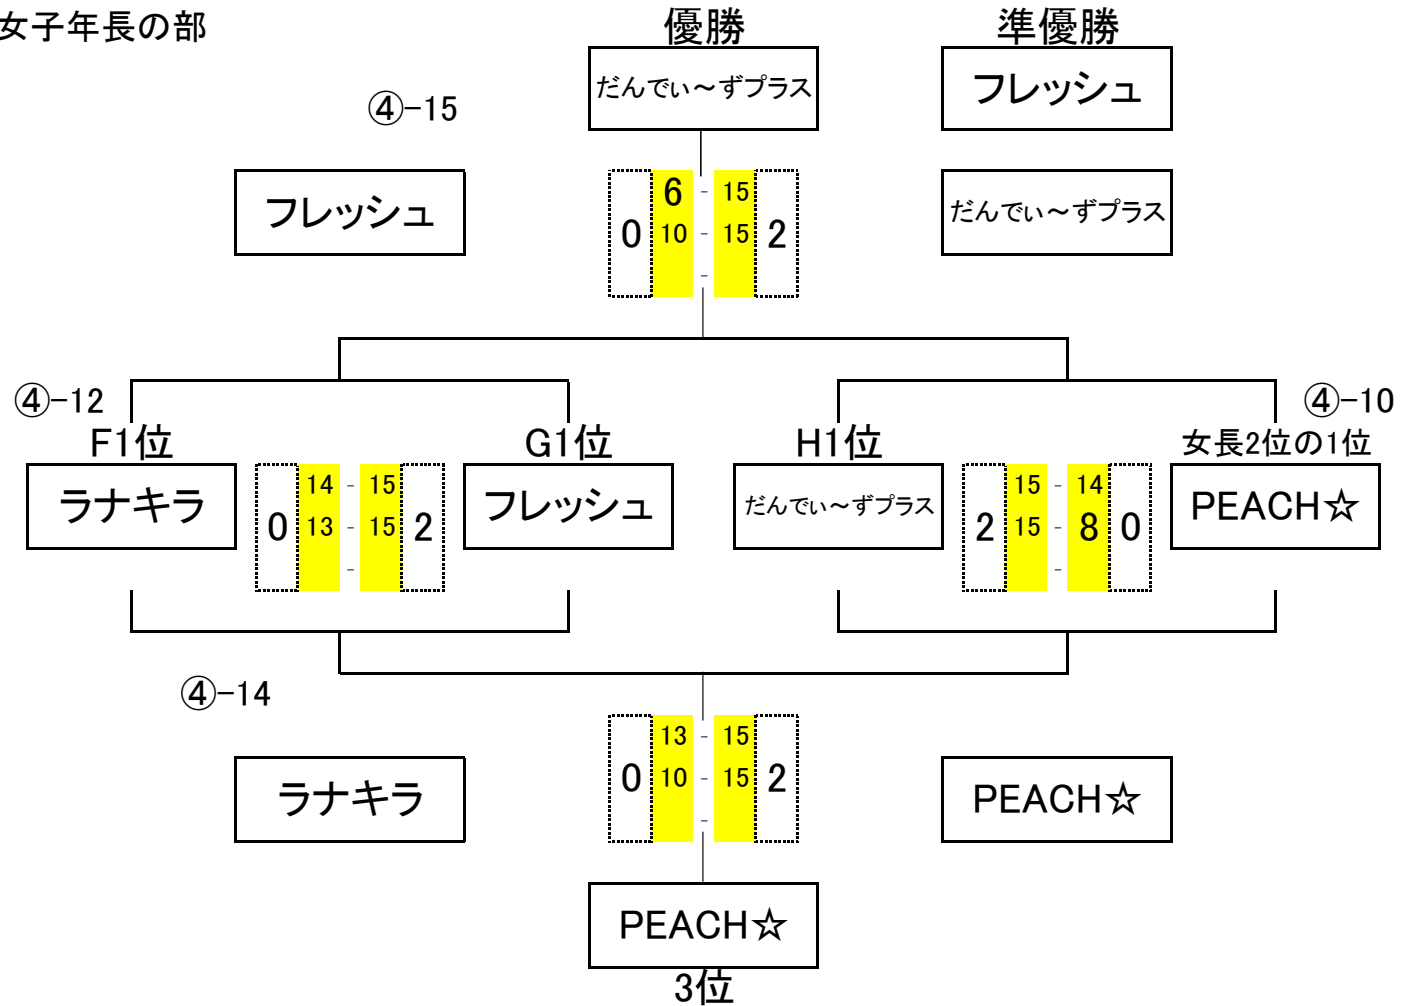 女子年長の部
優勝
準優勝
だんでぃ～ずプラス
フレッシュ
④-15
フレッシュ
0 6 - 15 2
10 - 15
-
だんでぃ～ずプラス
④-12
④-10
F1位
G1位
H1位
女長2位の1位
ラナキラ
0 14 - 15 2
13 - 15
-
フレッシュ
だんでぃ～ずプラス
2 15 - 14 0
15 - 8
-
PEACH☆
④-14
ラナキラ
0 13 - 15 2
10 - 15
-
PEACH☆
PEACH☆
3位